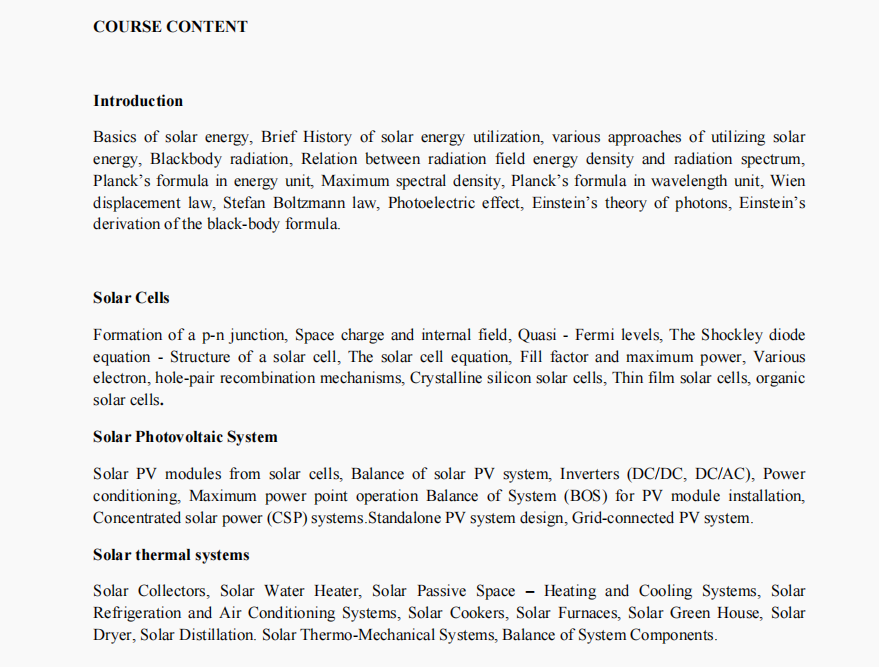 COURSE CONTENT
Introduction
Basics of solar energy, Brief History of solar energy utilization, various approaches of utilizing solar
energy, Blackbody radiation, Relation between radiation field energy density and radiation spectrum,
Planck’s formula in energy unit, Maximum spectral density, Planck’s formula in wavelength unit, Wien
displacement law, Stefan Boltzmann law, Photoelectric effect, Einstein’s theory of photons, Einstein’s
derivation of the black-body formula.
Solar Cells
Formation of a p-n junction, Space charge and internal field, Quasi - Fermi levels, The Shockley diode
equation - Structure of a solar cell, The solar cell equation, Fill factor and maximum power, Various
electron, hole-pair recombination mechanisms, Crystalline silicon solar cells, Thin film solar cells, organic
solar cells.
Solar Photovoltaic System
Solar PV modules from solar cells, Balance of solar PV system, Inverters (DC/DC, DC/AC), Power
conditioning, Maximum power point operation Balance of System (BOS) for PV module installation,
Concentrated solar power (CSP) systems.Standalone PV system design, Grid-connected PV system.
Solar thermal systems
Solar Collectors, Solar Water Heater, Solar Passive Space – Heating and Cooling Systems, Solar
Refrigeration and Air Conditioning Systems, Solar Cookers, Solar Furnaces, Solar Green House, Solar
Dryer, Solar Distillation. Solar Thermo-Mechanical Systems, Balance of System Components.